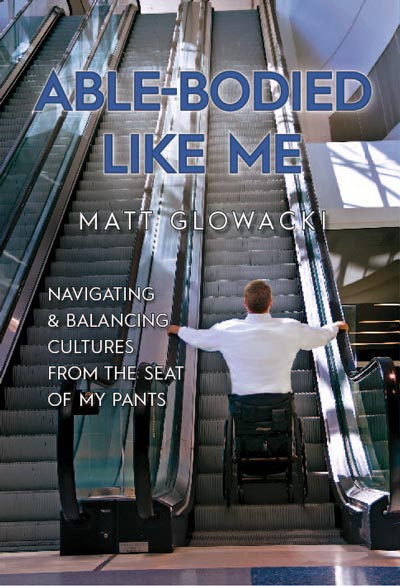 ABLE-BODIED
LIKE ME
MATT GLOWACKI
NAVIGATING
& BALANCING
CULTURES
FROM THE SEAT
OF MY PANTS